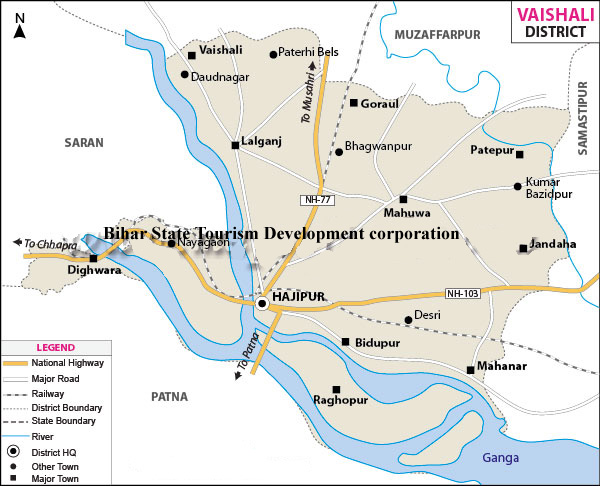 VAISHALI
DISTRICT
N
MUZAFFARPUR
SAMASTIPUR
SARAN
PATNA
Vaishali
Paterhi Bels
Daudnagar
To Musahri
Goraul
Lalganj
Bhagwanpur
Patepur
Kumar
Bazidpur
NH-77
Mahuwa
Bihar State Tourism Development corporation
To Chhapra
Nayagaon
Jandaha
Dighwara
HAJIPUR
NH-103
Desri
To Patna
Bidupur
Mahanar
Raghopur
Ganga
LEGEND
National Highway
Major Road
Railway
District Boundary
State Boundary
River
District HQ
Other Town
Major Town